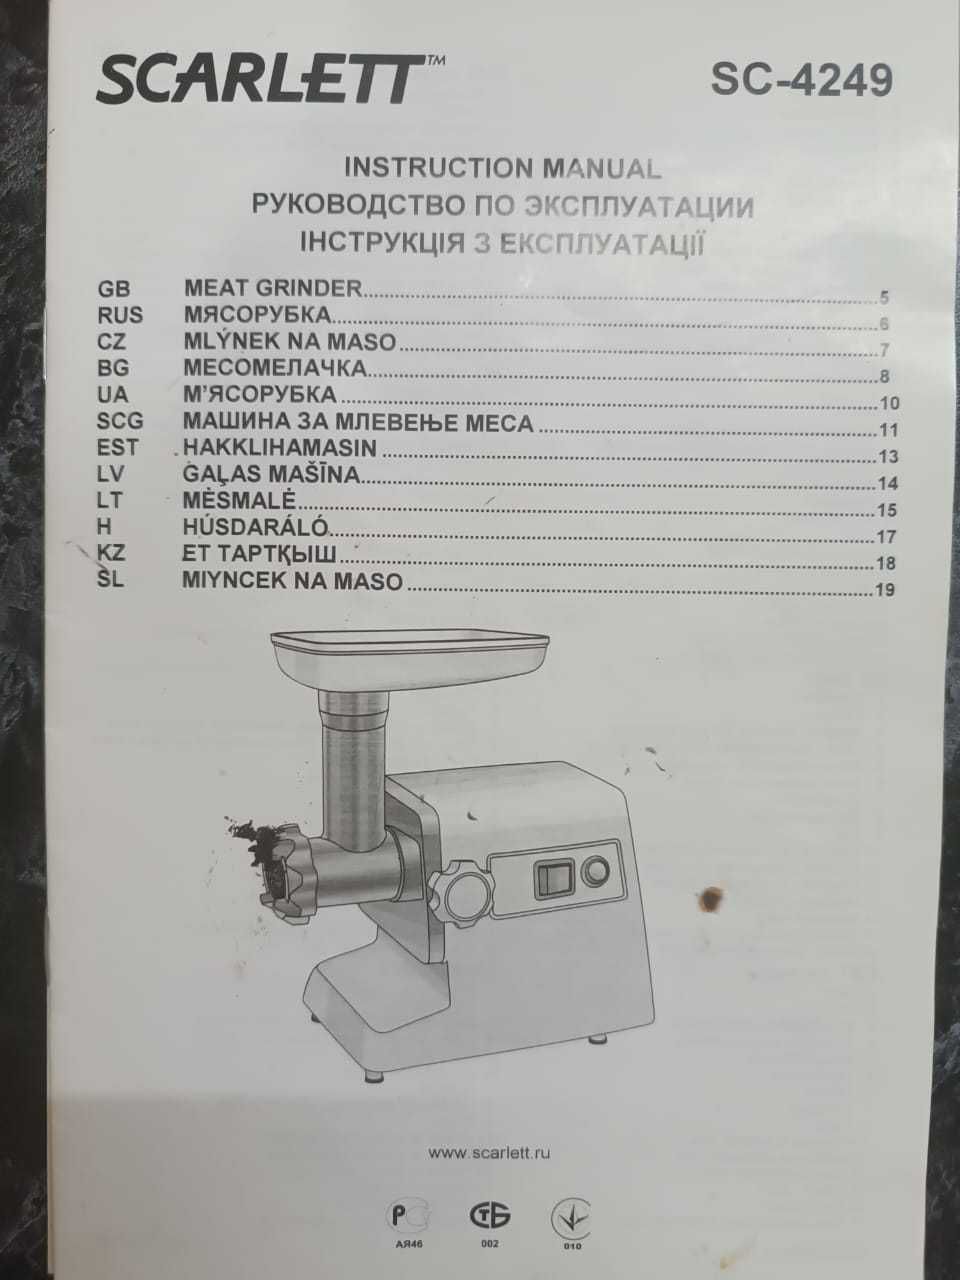 SCARLETT™ SC-4249
INSTRUCTION MANUAL
РУКОВОДСТВО ПО ЭКСПЛУАТАЦИИ
ІНСТРУКЦІЯ З ЕКСПЛУАТАЦІЇ
GB MEAT GRINDER 5
RUS МЯСОРУБКА 6
CZ MLÝNEK NA MASO 7
BG МЕСОМЕЛАЧКА 8
UA М'ЯСОРУБКА 10
SCG МАШИНА ЗА МЛЕВЕЊЕ МЕСА 11
EST HAKKLIHAMASIN 13
LV GAĻAS MAŠĪNA 14
LT MĖSMALĖ 15
H HÚSDARÁLÓ 17
KZ ЕТ ТАРТҚЫШ 18
SL MIYNCEK NA MASO 19
www.scarlett.ru
РС СТБ
АЯ46 002 010